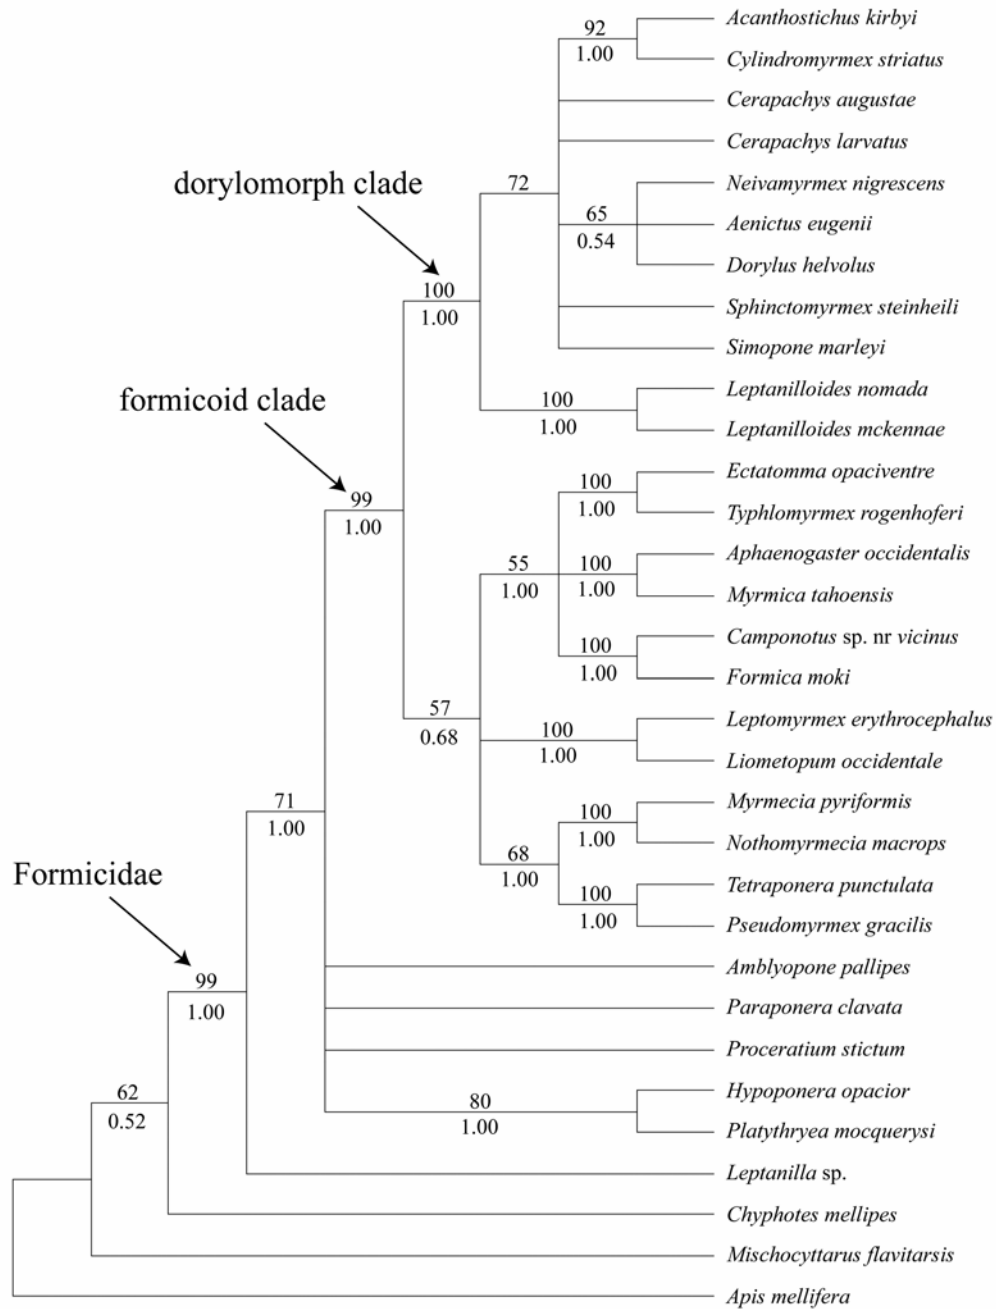 Acanthostichus kirbyi
92
1.00
Cylindromyrmex striatus
Cerapachys augustae
Cerapachys larvatus
dorylomorph clade
72
Neivamyrmex nigrescens
65
0.54
Aenictus eugenii
Dorylus helvolus
100
1.00
Sphinctomyrmex steinheili
Simopone marleyi
formicoid clade
100
1.00
Leptanilloides nomada
Leptanilloides mckennae
Ectatomma opaciventre
100
1.00
99
1.00
Typhlomyrmex rogenhoferi
Aphaenogaster occidentalis
55
1.00
100
1.00
Myrmica tahoensis
Camponotus sp. nr vicinus
100
1.00
Formica moki
57
0.68
Leptomyrmex erythrocephalus
100
1.00
Liometopum occidentale
71
1.00
Myrmecia pyriformis
100
1.00
Nothomyrmecia macrops
68
1.00
Formicidae
Tetraponera punctulata
100
1.00
Pseudomyrmex gracilis
Amblyopone pallipes
99
1.00
Paraponera clavata
Proceratium stictum
62
0.52
Hypoponera opacior
80
1.00
Platythryea mocquerysi
Leptanilla sp.
Chyphotes mellipes
Mischocyttarus flavitarsis
Apis mellifera